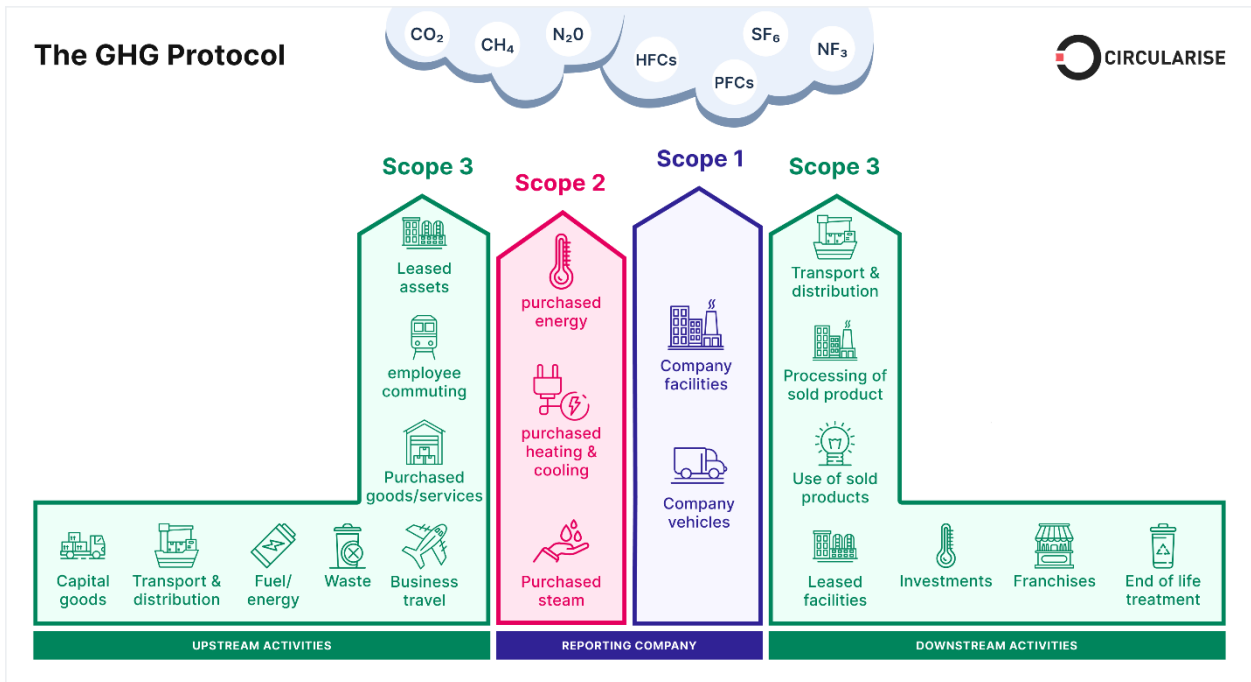 The GHG Protocol
CO₂
CH₄
N₂0
HFCs
PFCs
SF₆
NF₃
CIRCULARISE
Scope 3
Leased
assets
employee
commuting
Purchased
goods/services
Capital
goods
Transport &
distribution
Fuel/
energy
Waste
Business
travel
Scope 2
purchased
energy
purchased
heating &
cooling
Purchased
steam
Scope 1
Company
facilities
Company
vehicles
Scope 3
Transport &
distribution
Processing of
sold product
Use of sold
products
Leased
facilities
Investments
Franchises
End of life
treatment
UPSTREAM ACTIVITIES
REPORTING COMPANY
DOWNSTREAM ACTIVITIES